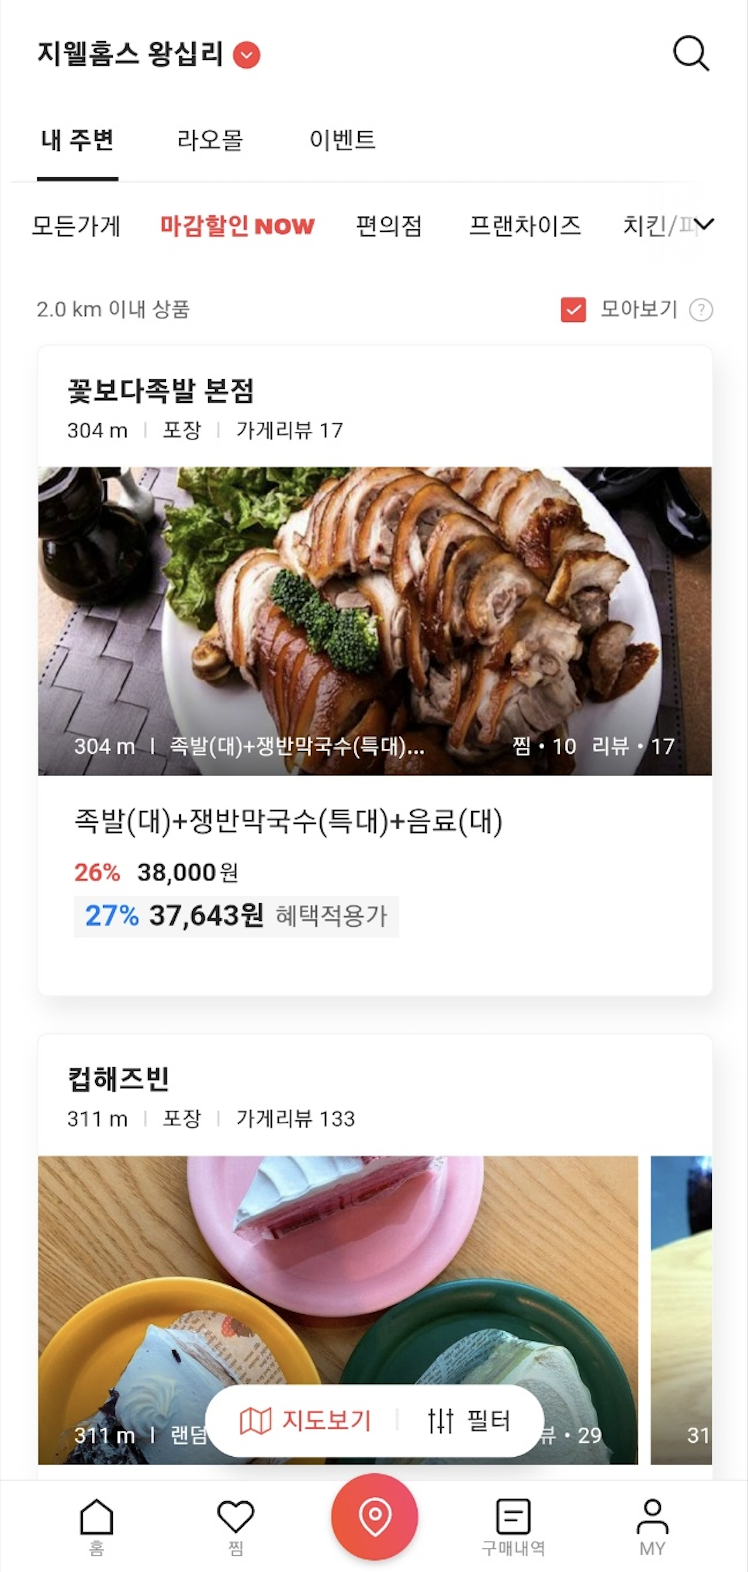 지웰홈스 왕십리
내 주변 라오몰 이벤트
모든가게 마감할인 NOW 편의점 프랜차이즈 치킨/피
2.0 km 이내 상품 모아보기 ?
꽃보다족발 본점
304 m | 포장 | 가게리뷰 17
304 m | 족발(대)+쟁반막국수(특대)... 찜 • 10 리뷰 • 17
족발(대)+쟁반막국수(특대)+음료(대)
26% 38,000원
27% 37,643원 혜택적용가
컵해즈빈
311 m | 포장 | 가게리뷰 133
311 m | 랜덤 뷰 • 29 31
지도보기 | 필터
홈 찜 구매내역 MY